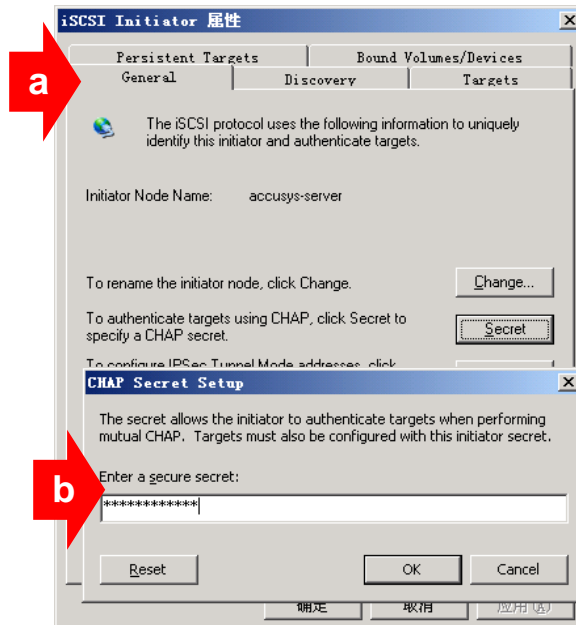 iSCSI Initiator 属性
Persistent Targets
Bound Volumes/Devices
a
General
Discovery
Targets
The iSCSI protocol uses the following information to uniquely
identify this initiator and authenticate targets.
Initiator Node Name: accusys-server
To rename the initiator node, click Change.
Change...
To authenticate targets using CHAP, click Secret to
specify a CHAP secret.
Secret
To configure IPSec Tunnel Mode addresses, click
CHAP Secret Setup
The secret allows the initiator to authenticate targets when performing
mutual CHAP. Targets must also be configured with this initiator secret.
b
Enter a secure secret:
************
Reset
OK
Cancel
确定
取消
应用(A)